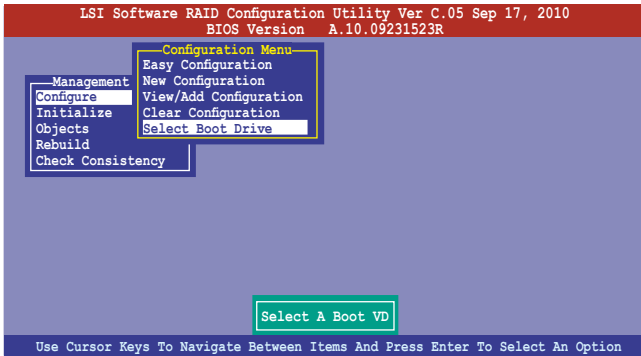 LSI Software RAID Configuration Utility Ver C.05 Sep 17, 2010
BIOS Version A.10.09231523R
Configuration Menu
Easy Configuration
New Configuration
View/Add Configuration
Clear Configuration
Select Boot Drive
Management
Configure
Initialize
Objects
Rebuild
Check Consistency
Select A Boot VD
Use Cursor Keys To Navigate Between Items And Press Enter To Select An Option